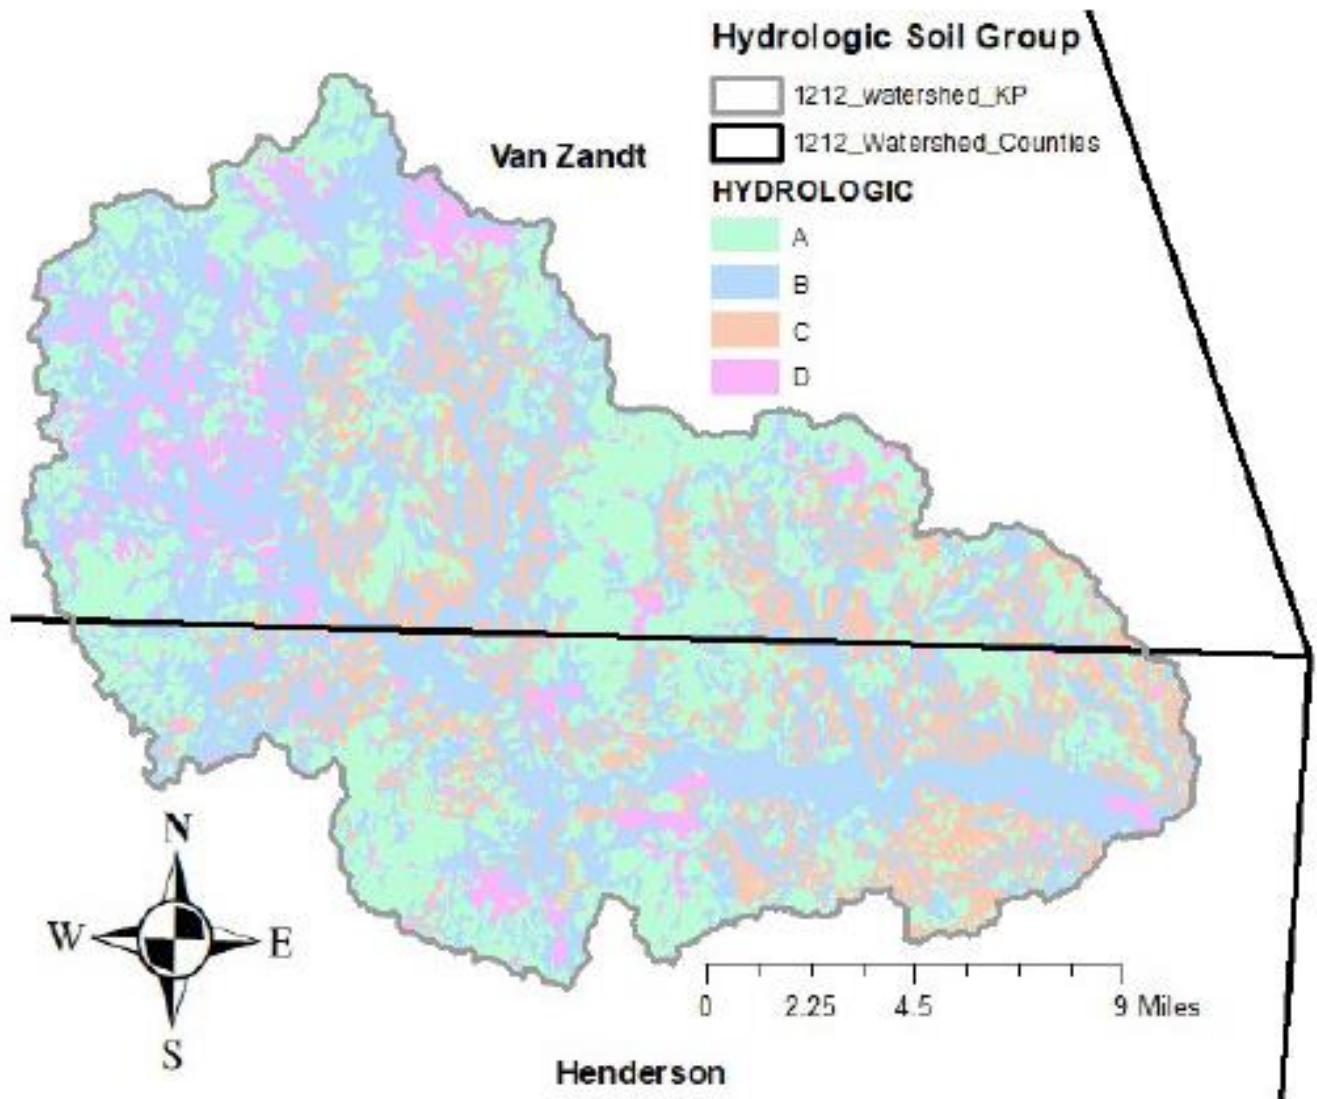 Hydrologic Soil Group
1212_watershed_KP
1212_Watershed_Counties
Van Zandt
HYDROLOGIC
A
B
C
D
N
W
E
S
0
2.25
4.5
9 Miles
Henderson